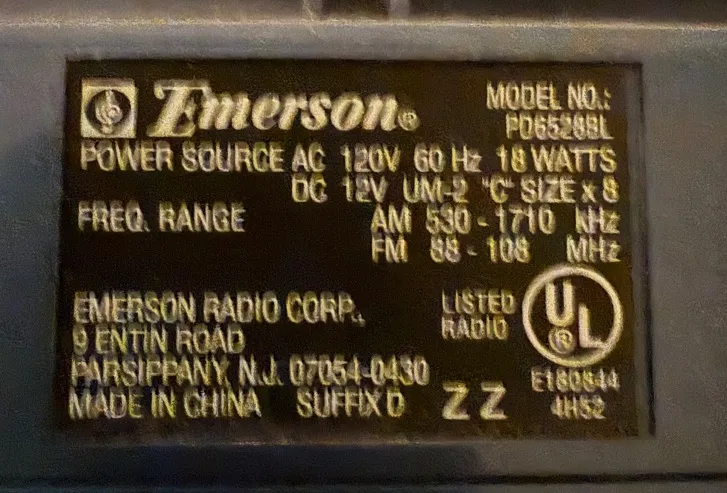 Emerson®
MODEL NO.:
PD6528BL
POWER SOURCE AC 120V 60 Hz 18 WATTS
DC 12V UM-2 "C" SIZE x 8
FREQ. RANGE AM 530 - 1710 kHz
FM 88 - 108 MHz
EMERSON RADIO CORP.,
9 ENTIN ROAD
PARSIPPANY, N.J. 07054-0430
MADE IN CHINA SUFFIX D ZZ
LISTED
RADIO
UL®
E180844
4H52